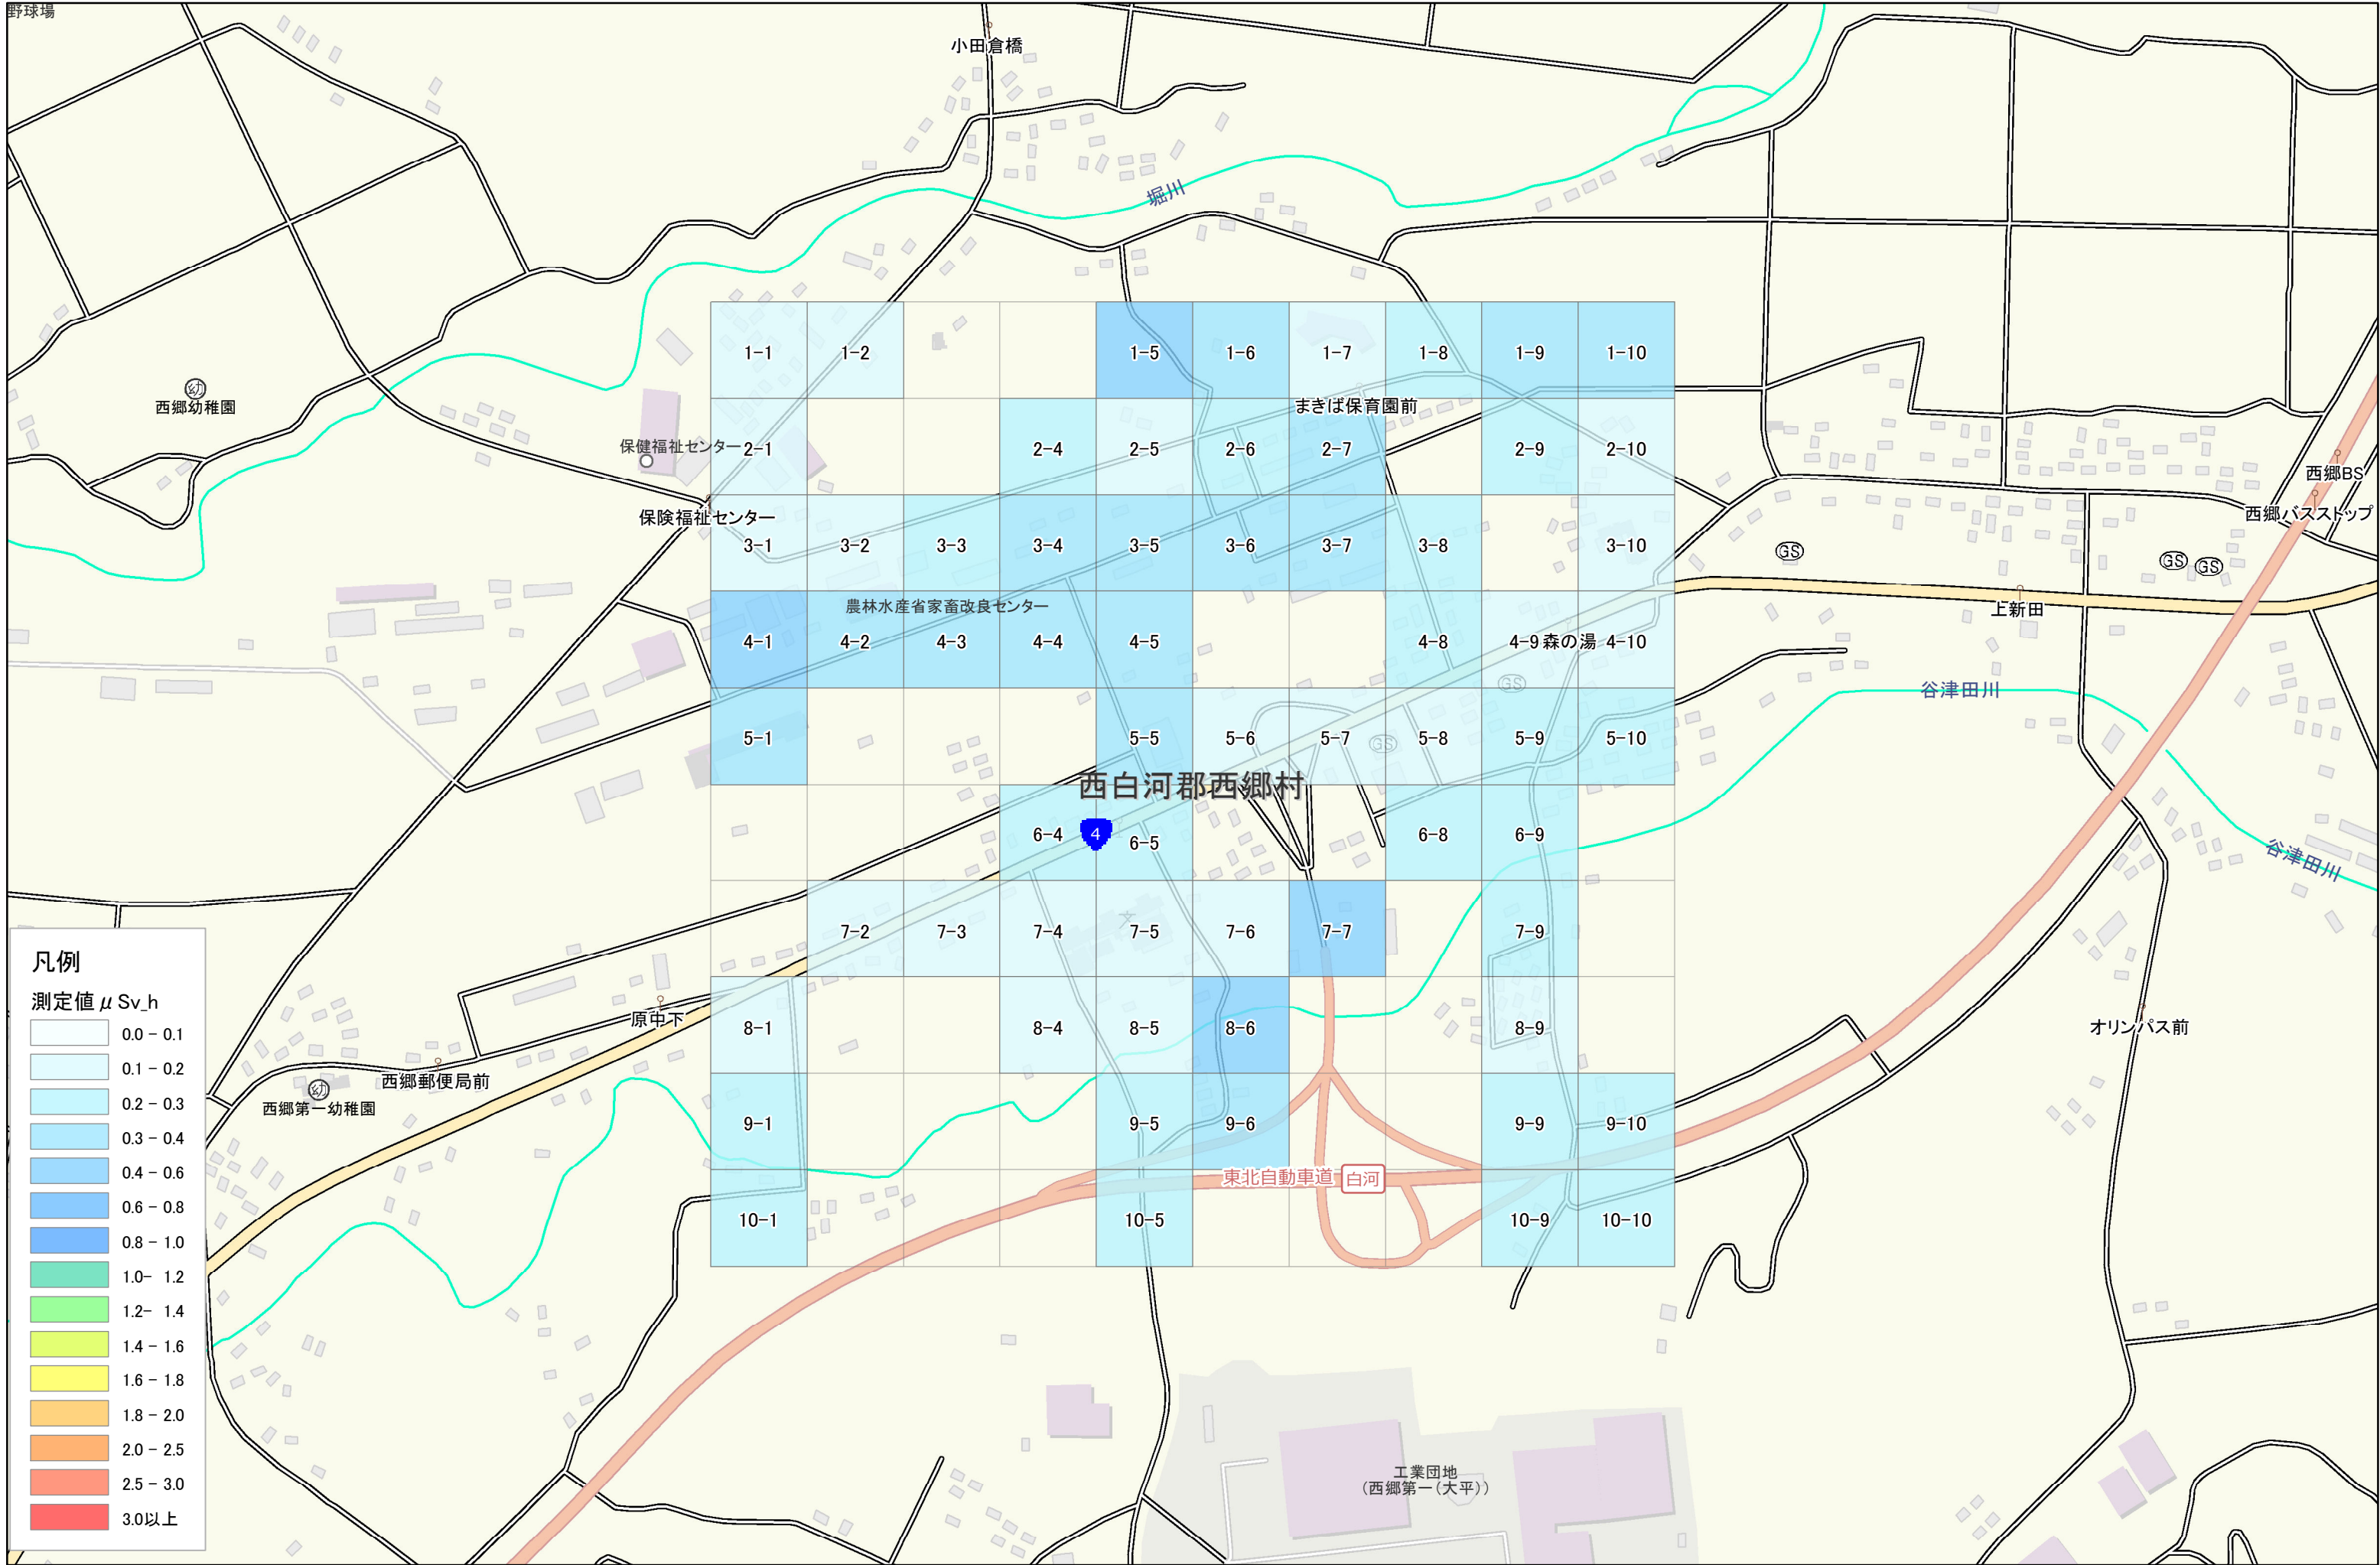 野球場
小田倉橋
堀川
1-1
1-2
1-5
1-6
1-7
1-8
1-9
1-10
幼
西郷幼稚園
まきば保育園前
保健福祉センター
2-1
2-4
2-5
2-6
2-7
2-9
2-10
西郷BS
西郷バスストップ
保険福祉センター
3-1
3-2
3-3
3-4
3-5
3-6
3-7
3-8
3-10
GS
GS
GS
農林水産省家畜改良センター
上新田
4-1
4-2
4-3
4-4
4-5
4-8
4-9
森の湯
4-10
GS
谷津田川
5-1
5-5
5-6
5-7
GS
5-8
5-9
5-10
西白河郡西郷村
6-4
4
6-5
6-8
6-9
谷津田川
7-2
7-3
7-4
文
7-5
7-6
7-7
7-9
原中下
8-1
8-4
8-5
8-6
8-9
オリンパス前
西郷郵便局前
幼
西郷第一幼稚園
9-1
9-5
9-6
9-9
9-10
東北自動車道
白河
10-1
10-5
10-9
10-10
工業団地
（西郷第一（大平））
凡例
測定値μSv_h
0.0 - 0.1
0.1 - 0.2
0.2 - 0.3
0.3 - 0.4
0.4 - 0.6
0.6 - 0.8
0.8 - 1.0
1.0- 1.2
1.2- 1.4
1.4 - 1.6
1.6 - 1.8
1.8 - 2.0
2.0 - 2.5
2.5 - 3.0
3.0以上